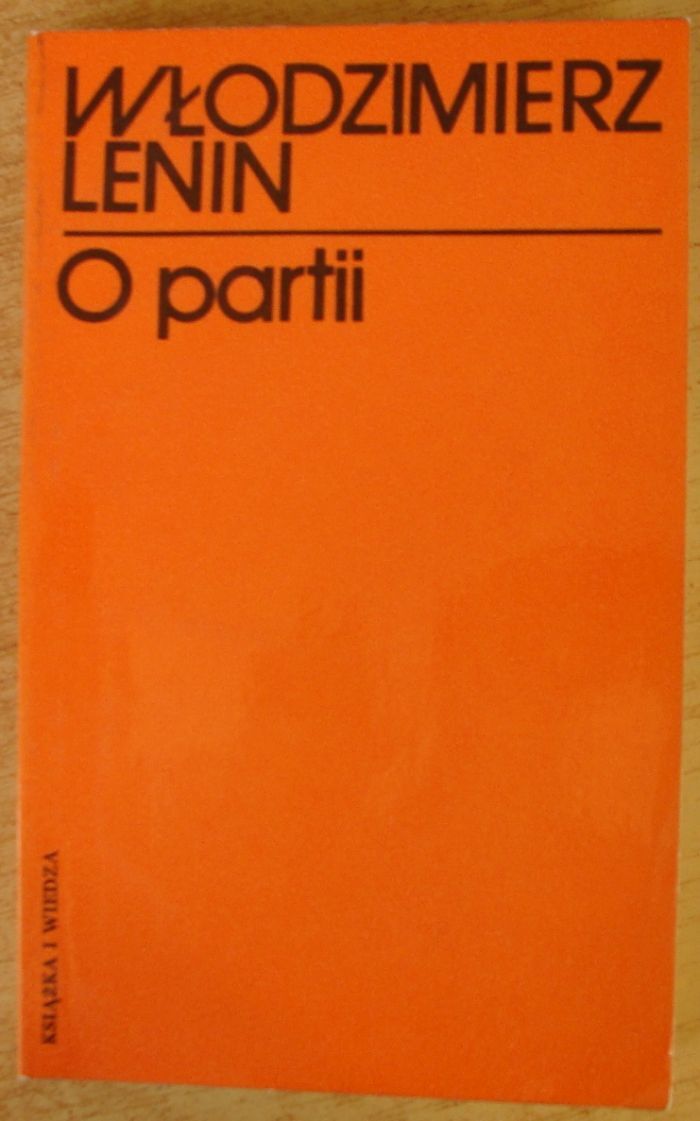 WŁODZIMIERZ
LENIN
O partii
KSIĄŻKA I WIEDZA